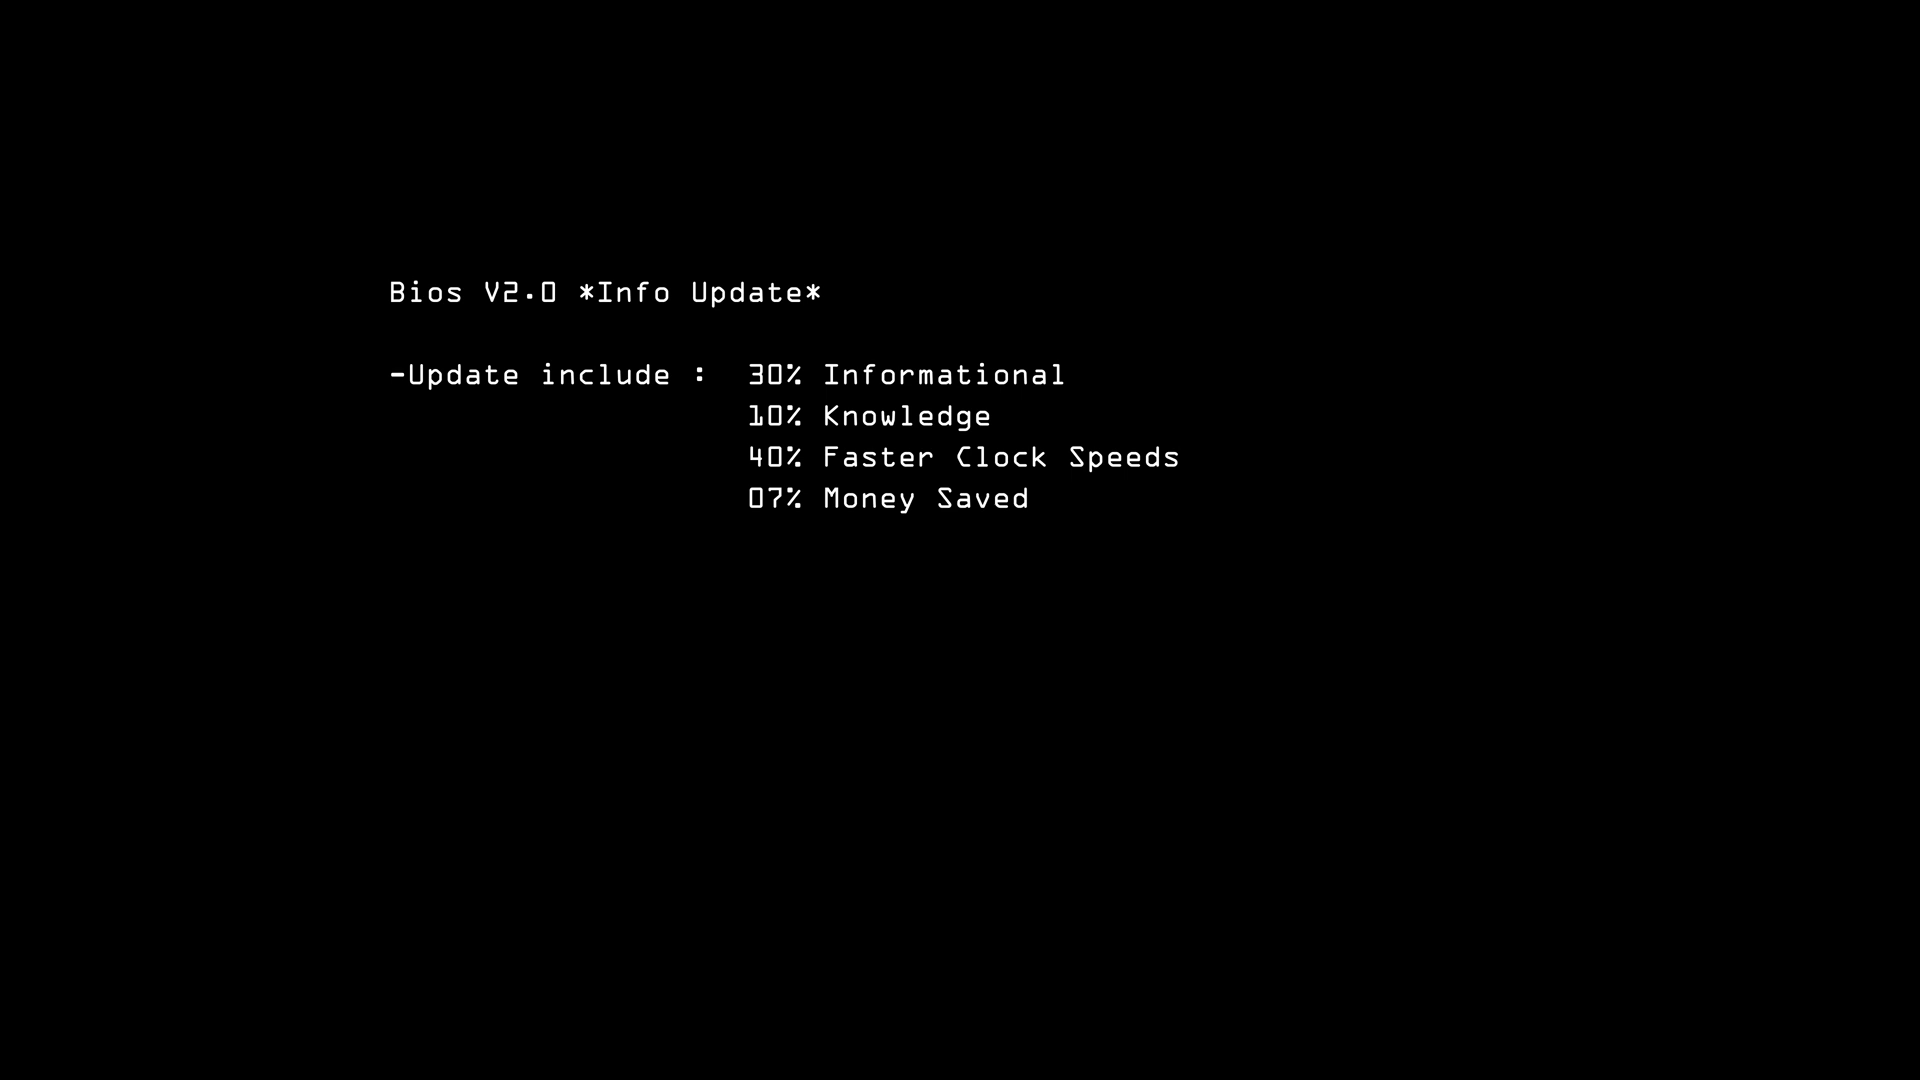 Bios V2.0 *Info Update*
-Update include : 30% Informational
10% Knowledge
40% Faster Clock Speeds
07% Money Saved